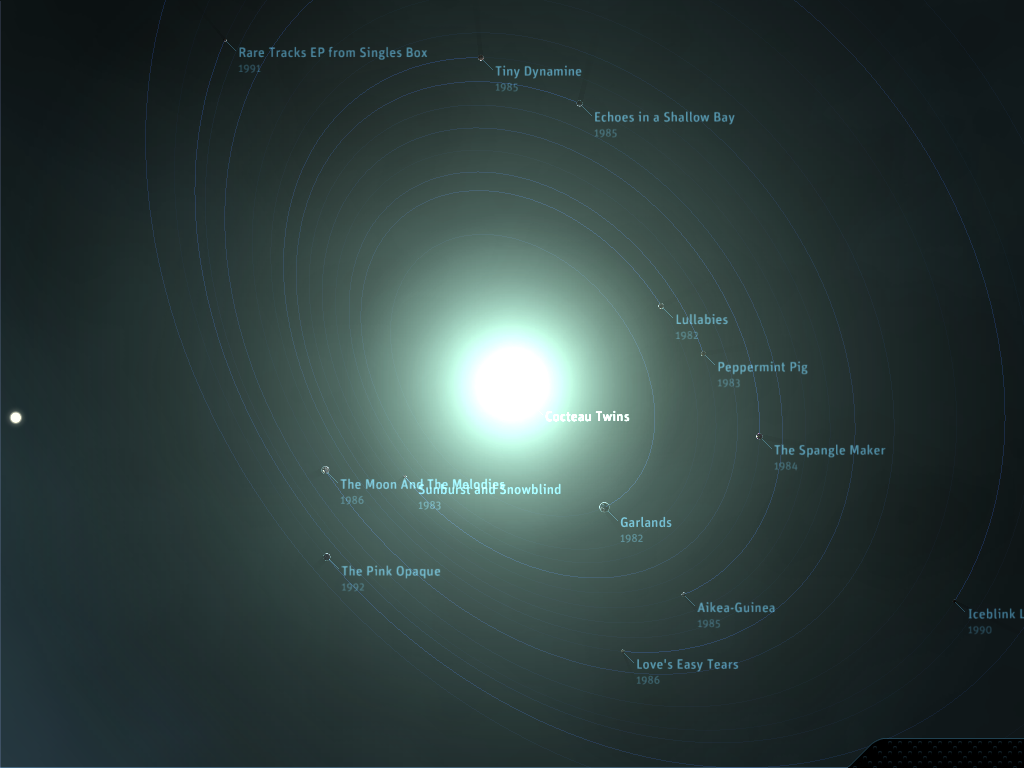 Rare Tracks EP from Singles Box
1991
Tiny Dynamine
1985
Echoes in a Shallow Bay
1985
Lullabies
1982
Peppermint Pig
1983
Cocteau Twins
The Spangle Maker
1984
The Moon And The Melodies
1986
Sunburst and Snowblind
1983
Garlands
1982
The Pink Opaque
1992
Aikea-Guinea
1985
Iceblink L
1990
Love's Easy Tears
1986